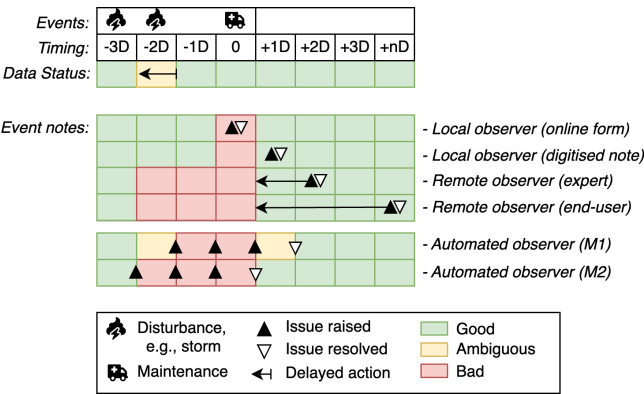 Events:
Timing: -3D -2D -1D 0 +1D +2D +3D +nD
Data Status:
Event notes: - Local observer (online form)
- Local observer (digitised note)
- Remote observer (expert)
- Remote observer (end-user)
- Automated observer (M1)
- Automated observer (M2)
Disturbance, Issue raised Good
e.g., storm Issue resolved Ambiguous
Maintenance Delayed action Bad